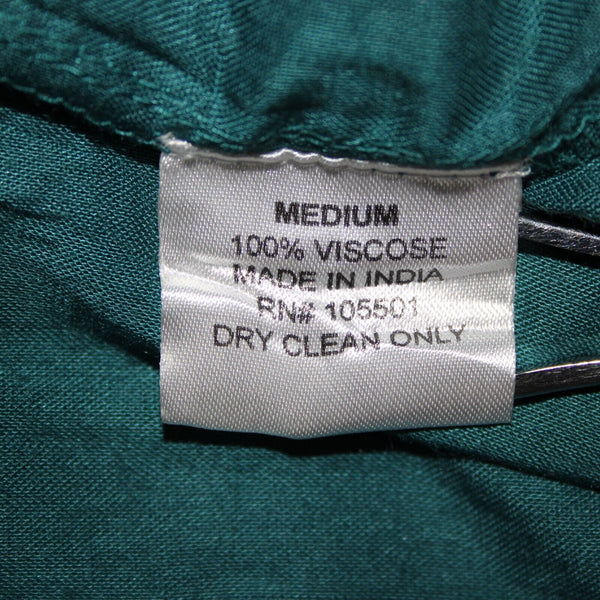 MEDIUM
100% VISCOSE
MADE IN INDIA
RN# 105501
DRY CLEAN ONLY